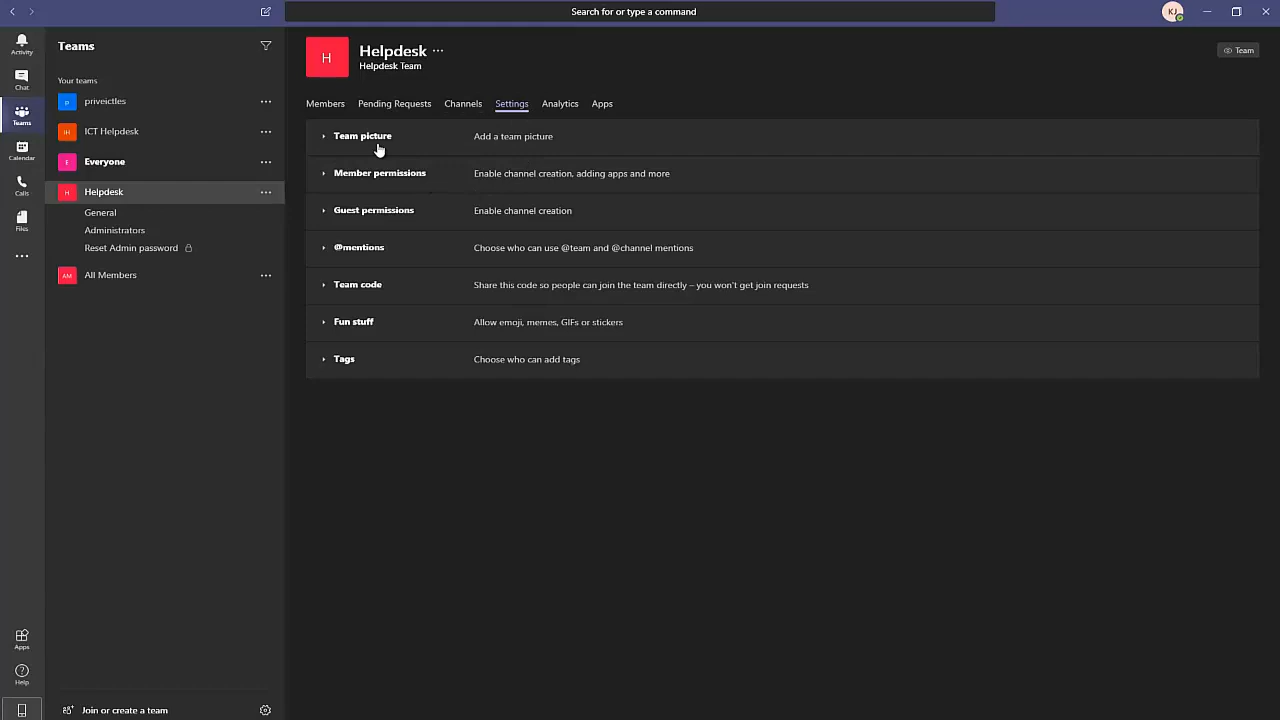 Search for or type a command
KJ
Activity
Chat
Teams
Calendar
Calls
Files
Apps
Help
Teams
Your teams
p priveictles
IH ICT Helpdesk
E Everyone
H Helpdesk
General
Administrators
Reset Admin password
AM All Members
Join or create a team
H
Helpdesk
Helpdesk Team
Team
Members Pending Requests Channels Settings Analytics Apps
Team picture Add a team picture
Member permissions Enable channel creation, adding apps and more
Guest permissions Enable channel creation
@mentions Choose who can use @team and @channel mentions
Team code Share this code so people can join the team directly – you won't get join requests
Fun stuff Allow emoji, memes, GIFs or stickers
Tags Choose who can add tags